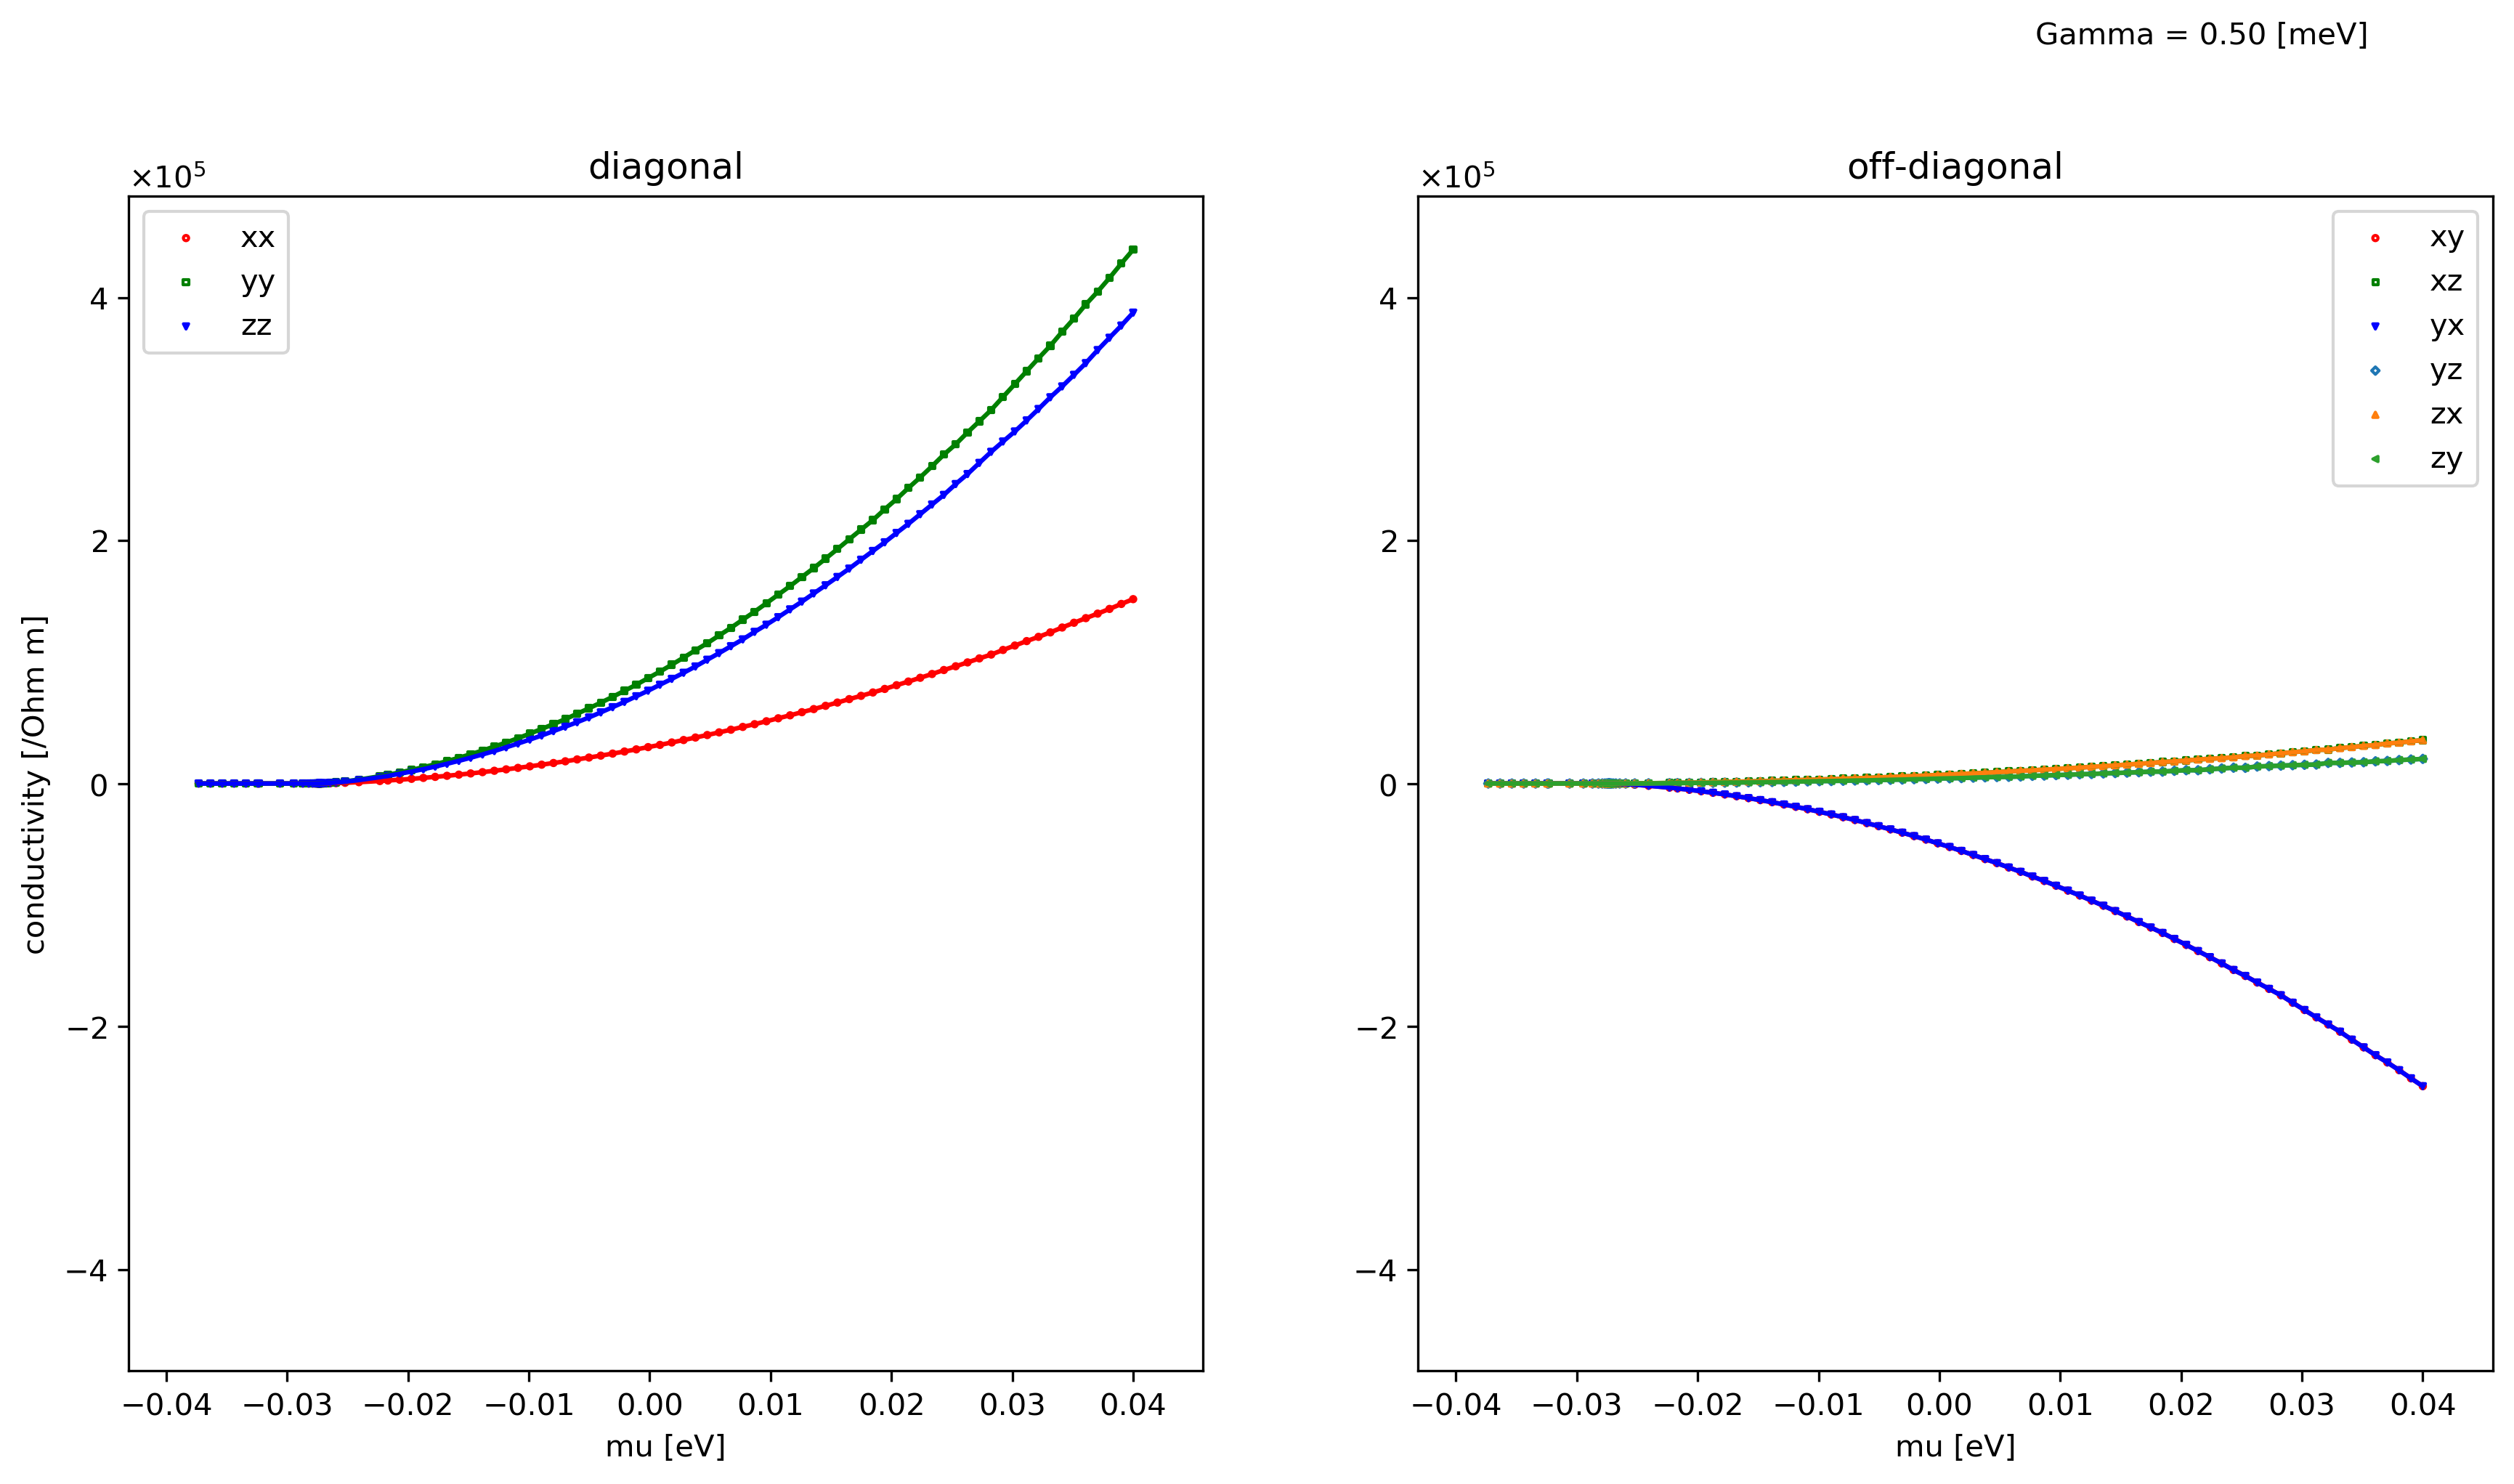 Gamma = 0.50 [meV]
diagonal
×10⁵
xx
yy
zz
4
2
0
−2
−4
conductivity [/Ohm m]
−0.04 −0.03 −0.02 −0.01 0.00 0.01 0.02 0.03 0.04
mu [eV]
off-diagonal
×10⁵
xy
xz
yx
yz
zx
zy
4
2
0
−2
−4
−0.04 −0.03 −0.02 −0.01 0.00 0.01 0.02 0.03 0.04
mu [eV]